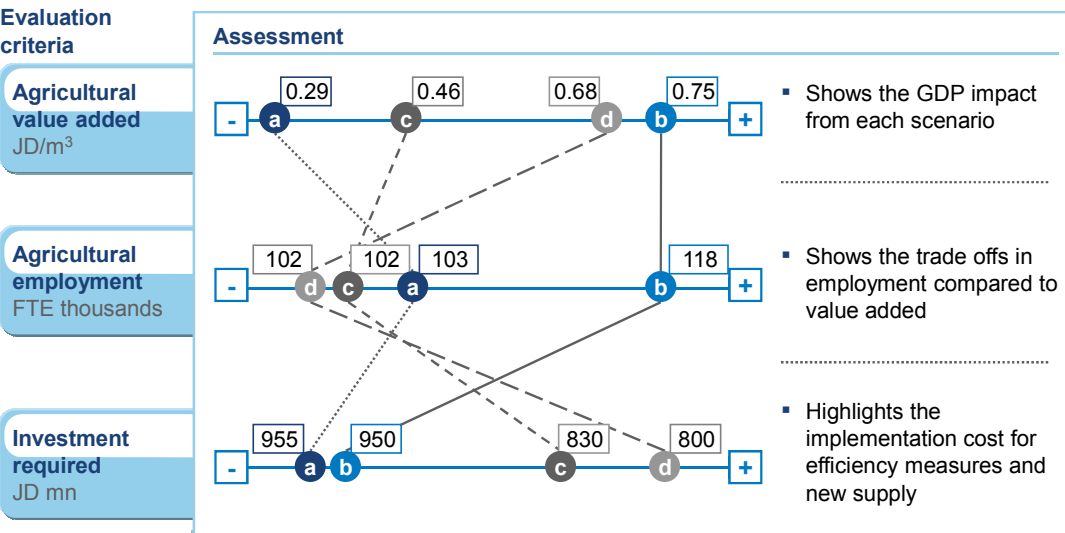 Evaluation
criteria
Assessment
Agricultural
value added
JD/m³
0.29
0.46
0.68
0.75
-
a
c
d
b
+
Shows the GDP impact
from each scenario
Agricultural
employment
FTE thousands
102
102
103
118
-
d
c
a
b
+
Shows the trade offs in
employment compared to
value added
Investment
required
JD mn
955
950
830
800
-
a
b
c
d
+
Highlights the
implementation cost for
efficiency measures and
new supply